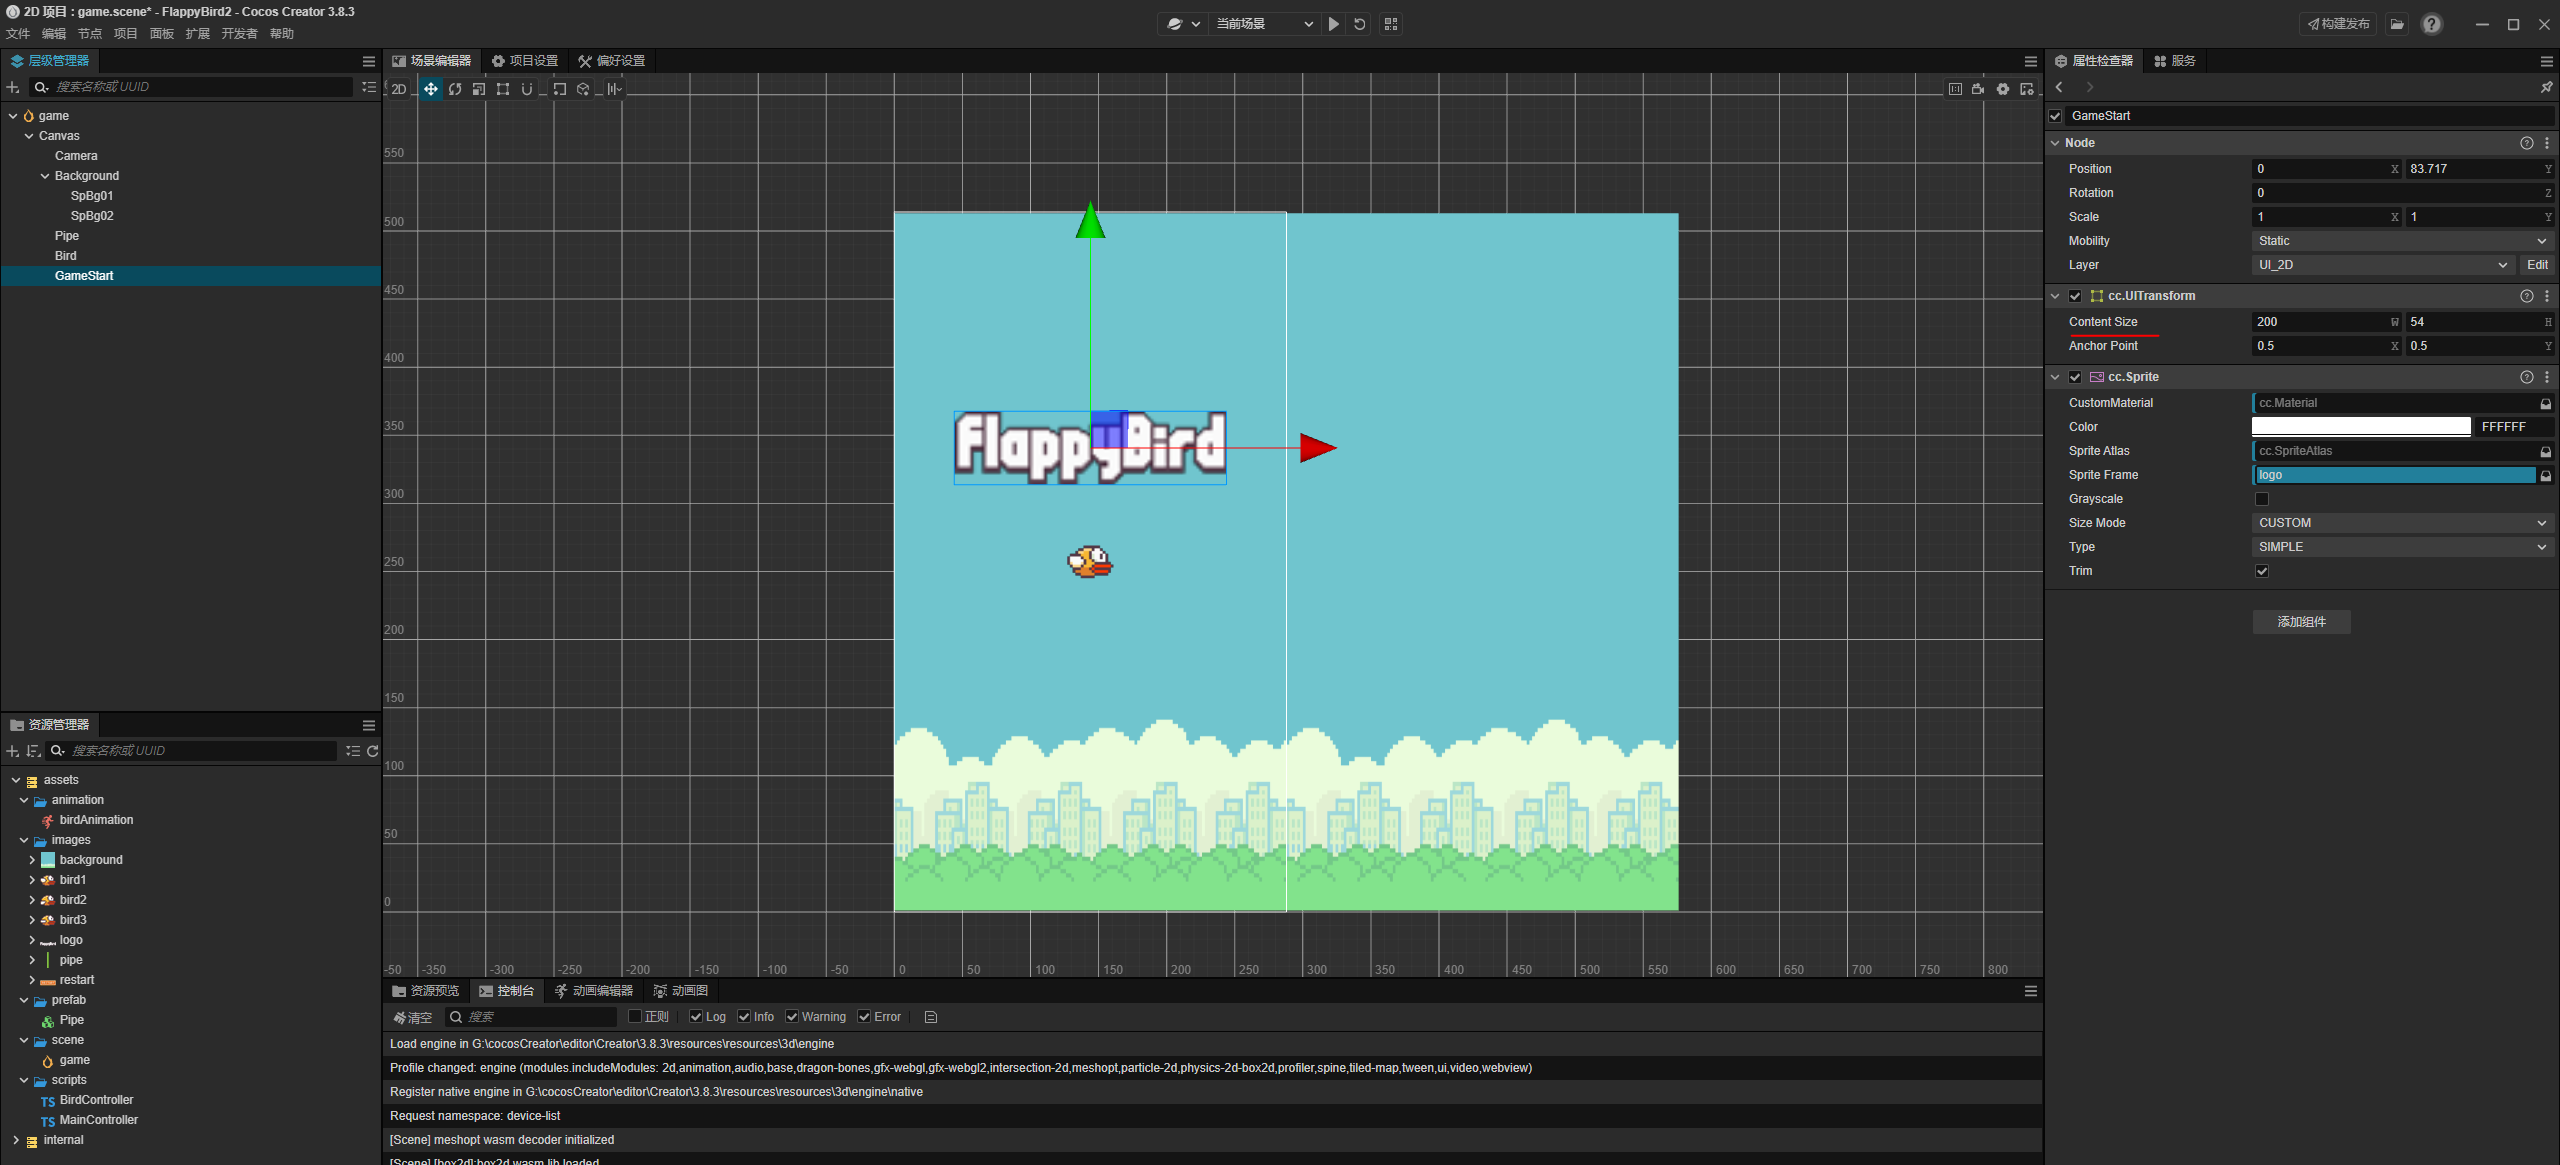 2D 项目 : game.scene* - FlappyBird2 - Cocos Creator 3.8.3
文件 编辑 节点 项目 面板 扩展 开发者 帮助
当前场景
构建发布
层级管理器
搜索名称或 UUID
game
Canvas
Camera
Background
SpBg01
SpBg02
Pipe
Bird
GameStart
资源管理器
搜索名称或 UUID
assets
animation
birdAnimation
images
background
bird1
bird2
bird3
logo
pipe
restart
prefab
Pipe
scene
game
scripts
TS BirdController
TS MainController
internal
场景编辑器 项目设置 偏好设置
2D
550
500
450
400
350
300
250
200
150
100
50
0
-50 -350 -300 -250 -200 -150 -100 -50 0 50 100 150 200 250 300 350 400 450 500 550 600 650 700 750 800
FlappyBird
资源预览 控制台 动画编辑器 动画图
清空 搜索 正则 Log Info Warning Error
Load engine in G:\cocosCreator\editor\Creator\3.8.3\resources\resources\3d\engine
Profile changed: engine (modules.includeModules: 2d,animation,audio,base,dragon-bones,gfx-webgl,gfx-webgl2,intersection-2d,meshopt,particle-2d,physics-2d-box2d,profiler,spine,tiled-map,tween,ui,video,webview)
Register native engine in G:\cocosCreator\editor\Creator\3.8.3\resources\resources\3d\engine\native
Request namespace: device-list
[Scene] meshopt wasm decoder initialized
[Scene] [box2d]:box2d wasm lib loaded.
属性检查器 服务
GameStart
Node
Position 0 X 83.717 Y
Rotation 0 Z
Scale 1 X 1 Y
Mobility Static
Layer UI_2D Edit
cc.UITransform
Content Size 200 W 54 H
Anchor Point 0.5 X 0.5 Y
cc.Sprite
CustomMaterial cc.Material
Color FFFFFF
Sprite Atlas cc.SpriteAtlas
Sprite Frame logo
Grayscale
Size Mode CUSTOM
Type SIMPLE
Trim
添加组件